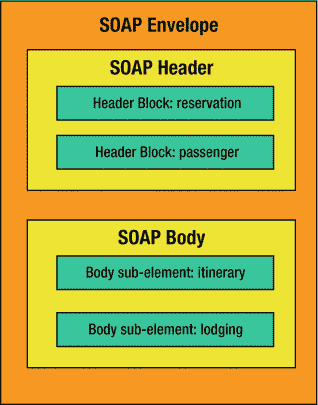 SOAP Envelope
SOAP Header
Header Block: reservation
Header Block: passenger
SOAP Body
Body sub-element: itinerary
Body sub-element: lodging